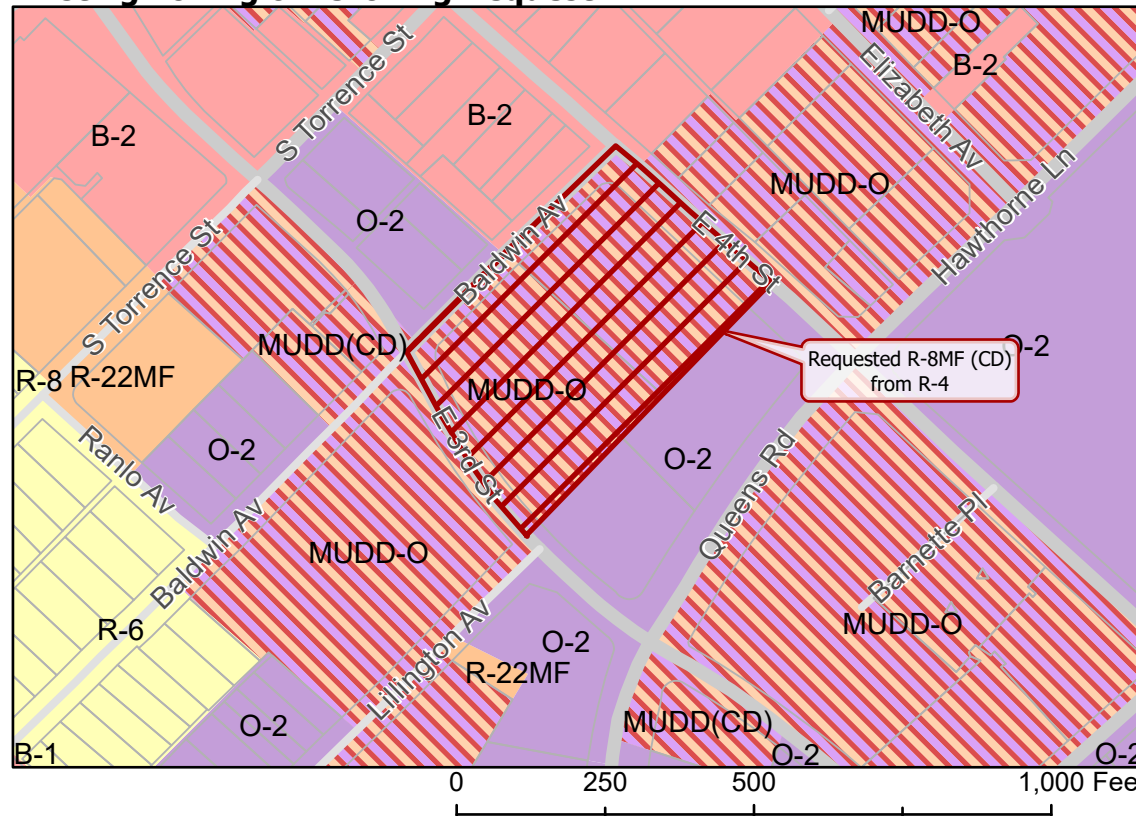 MUDD-O
B-2
Elizabeth Av
S Torrence St
B-2
B-2
MUDD-O
Hawthorne Ln
O-2
Baldwin Av
E 4th St
S Torrence St
MUDD(CD)
O-2
Requested R-8MF (CD)
from R-4
R-8
R-22MF
MUDD-O
Ranlo Av
O-2
E 3rd St
O-2
Queens Rd
Baldwin Av
MUDD-O
Barnette Pl
R-6
Lillington Av
O-2
MUDD-O
R-22MF
O-2
MUDD(CD)
B-1
O-2
O-2
0 250 500 1,000 Fee